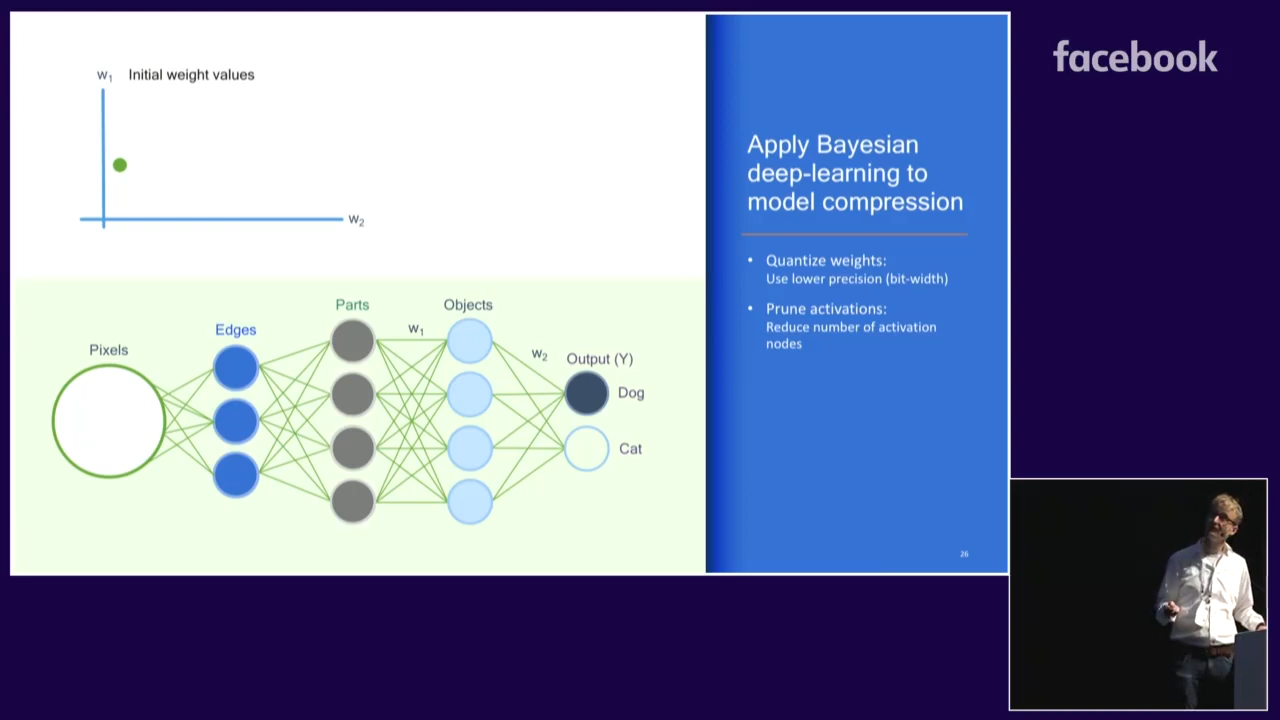 facebook
w1 Initial weight values
w2
Apply Bayesian
deep-learning to
model compression
• Quantize weights:
Use lower precision (bit-width)
• Prune activations:
Reduce number of activation
nodes
Pixels
Edges
Parts
w1
Objects
w2
Output (Y)
Dog
Cat
26